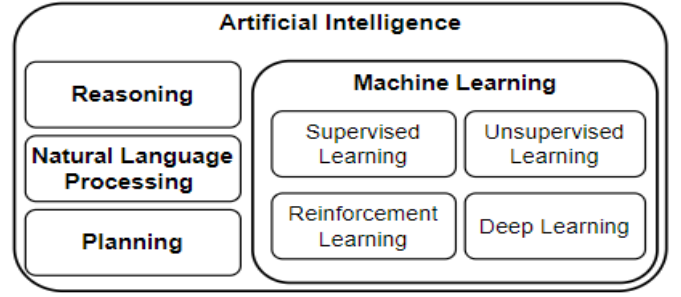 Artificial Intelligence
Reasoning
Natural Language
Processing
Planning
Machine Learning
Supervised
Learning
Unsupervised
Learning
Reinforcement
Learning
Deep Learning